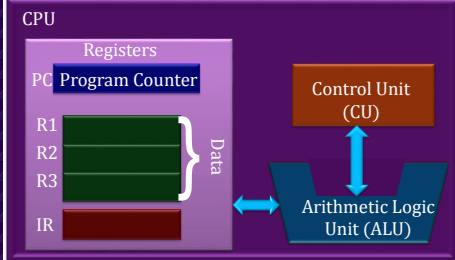 CPU
Registers
PC Program Counter
R1
R2
R3
Data
IR
Control Unit
(CU)
Arithmetic Logic
Unit (ALU)